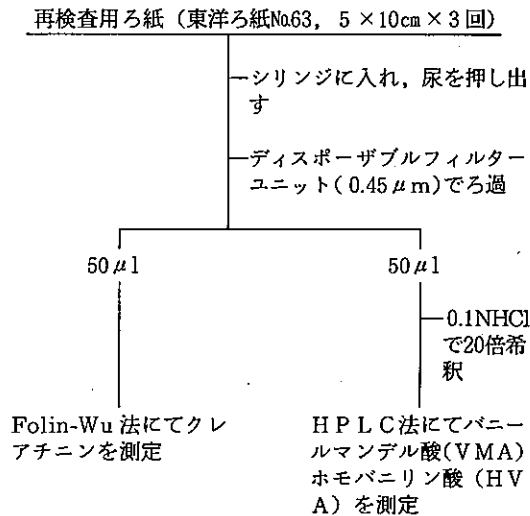 再検査用ろ紙（東洋ろ紙№63，5×10㎝×3回）
シリンジに入れ，尿を押し出
す
ディスポーザブルフィルター
ユニット(0.45μm)でろ過
50μl
50μl
0.1NHCl
で20倍希
釈
Folin-Wu法にてクレ
アチニンを測定
HPLC法にてバニー
ルマンデル酸(VMA)
ホモバニリン酸（HV
A）を測定